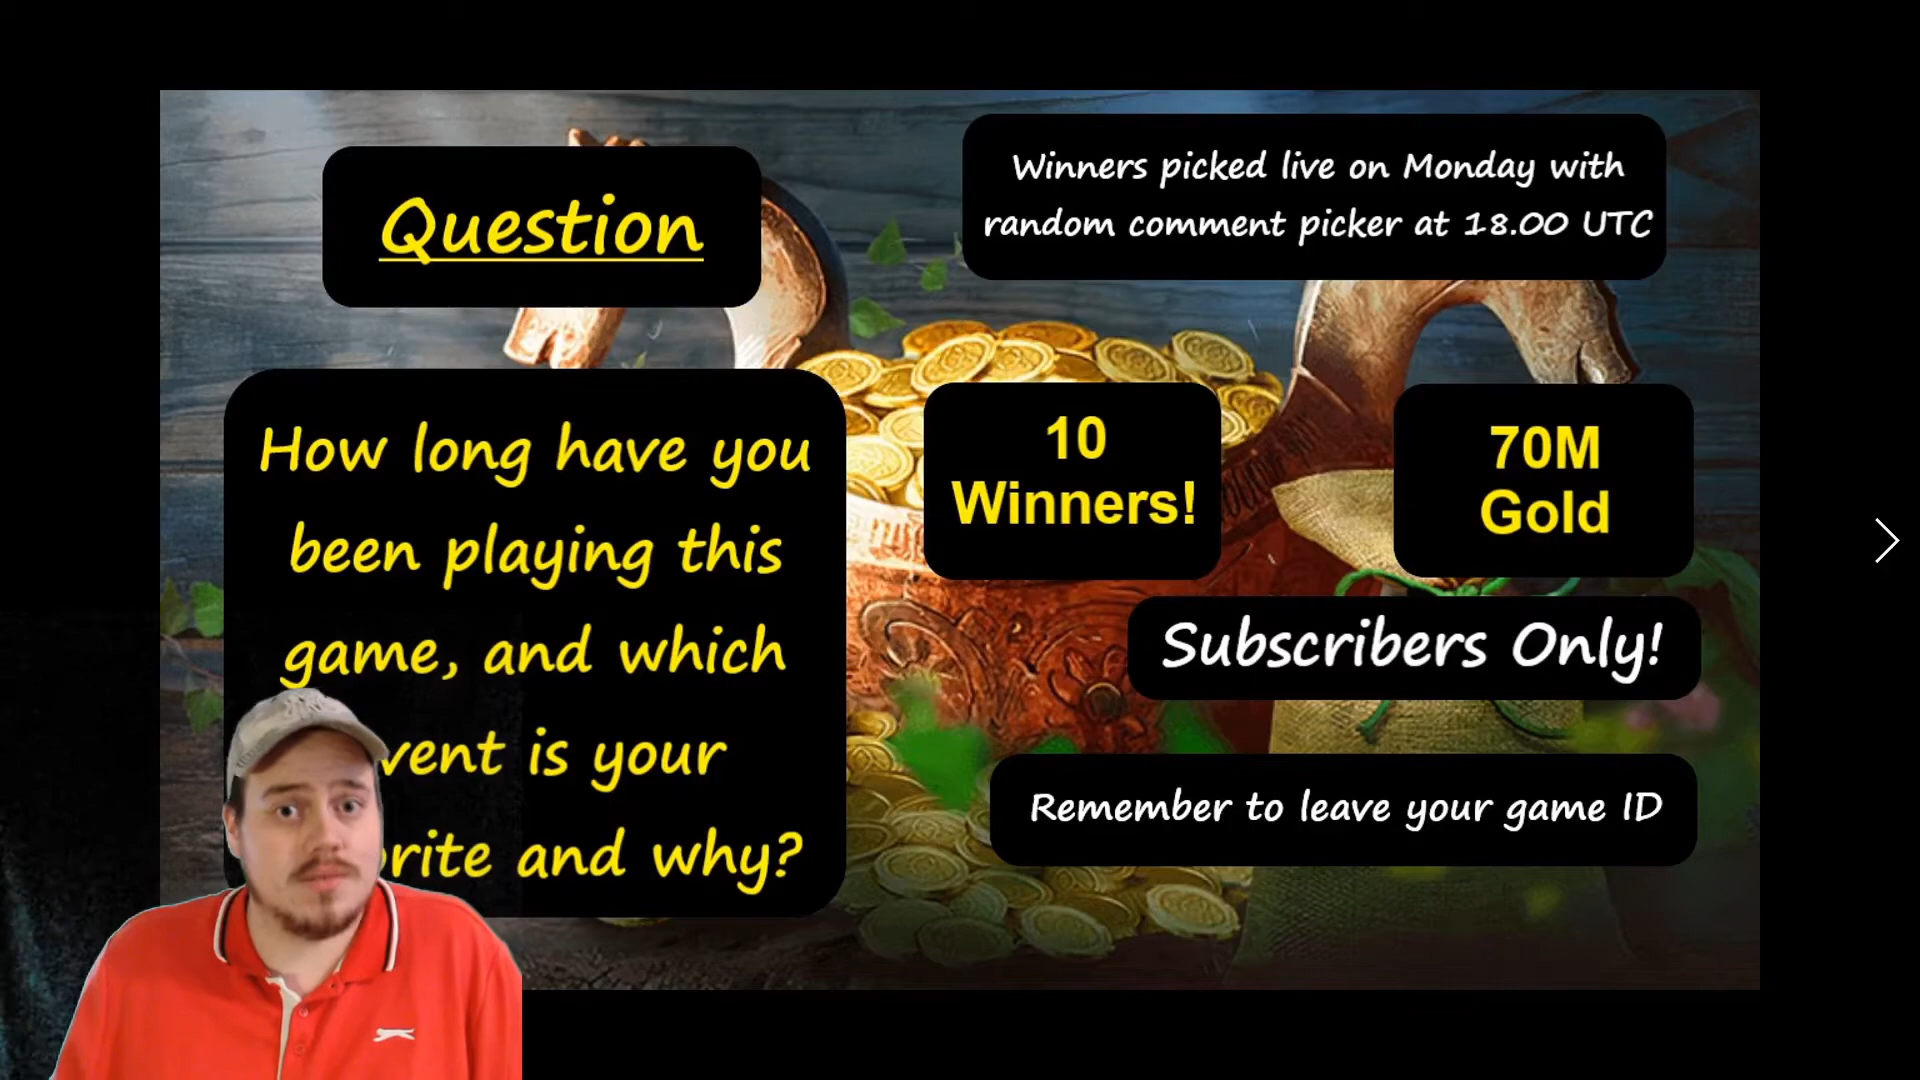 Question
Winners picked live on Monday with
random comment picker at 18.00 UTC
How long have you
been playing this
game, and which
vent is your
rite and why?
10
Winners!
70M
Gold
Subscribers Only!
Remember to leave your game ID